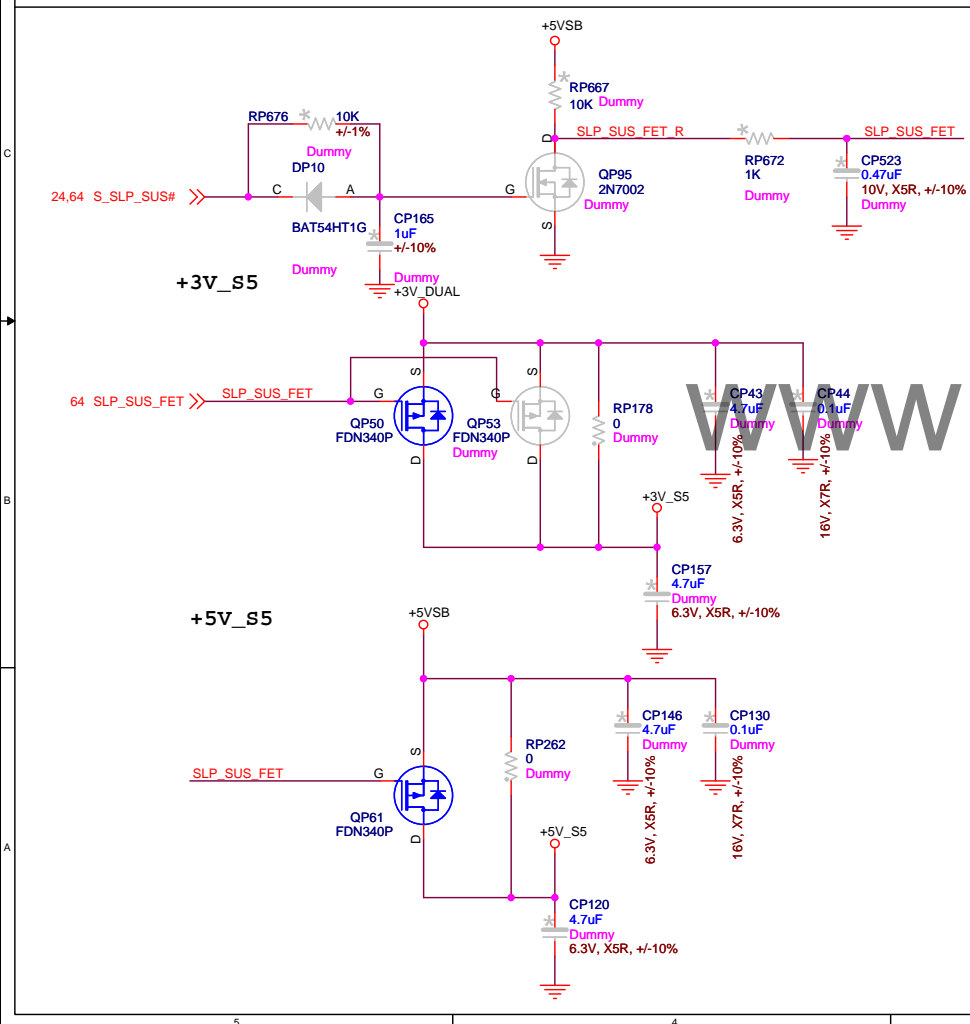 +5VSB
RP667
10K Dummy
RP676 10K
+/-1%
Dummy
DP10
C A
BAT54HT1G
Dummy
24,64 S_SLP_SUS#
CP165
1uF
+/-10%
Dummy
D
G
S
QP95
2N7002
Dummy
SLP_SUS_FET_R
RP672
1K
Dummy
SLP_SUS_FET
CP523
0.47uF
10V, X5R, +/-10%
Dummy
C
+3V_S5
+3V_DUAL
64 SLP_SUS_FET
SLP_SUS_FET
S
G
D
QP50
FDN340P
S
G
D
QP53
FDN340P
Dummy
RP178
0
Dummy
CP43
4.7uF
Dummy
6.3V, X5R, +/-10%
CP44
0.1uF
Dummy
16V, X7R, +/-10%
WWW
B
+3V_S5
CP157
4.7uF
Dummy
6.3V, X5R, +/-10%
+5V_S5
+5VSB
SLP_SUS_FET
S
G
D
QP61
FDN340P
RP262
0
Dummy
CP146
4.7uF
Dummy
6.3V, X5R, +/-10%
CP130
0.1uF
Dummy
16V, X7R, +/-10%
A
+5V_S5
CP120
4.7uF
Dummy
6.3V, X5R, +/-10%
5 4